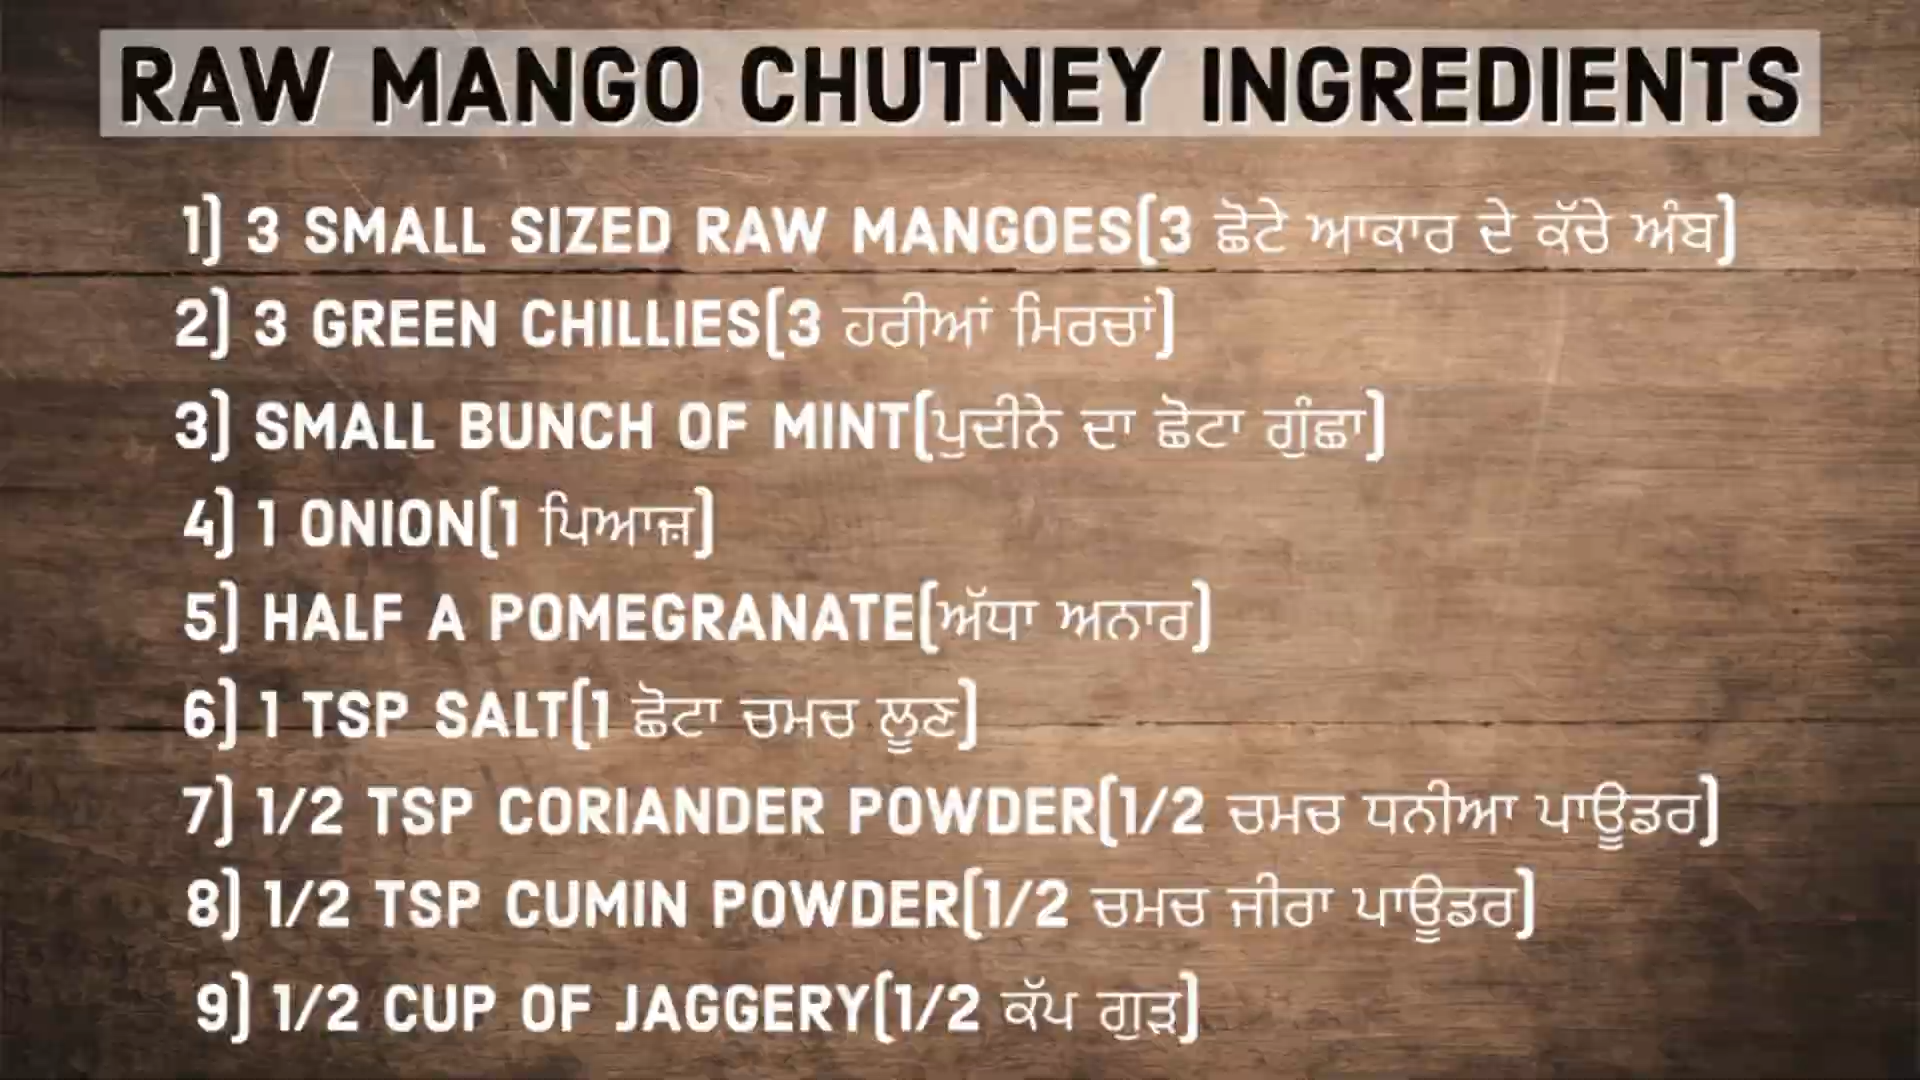 RAW MANGO CHUTNEY INGREDIENTS
1) 3 SMALL SIZED RAW MANGOES(3 ਛੋਟੇ ਆਕਾਰ ਦੇ ਕੱਚੇ ਅੰਬ)
2) 3 GREEN CHILLIES(3 ਹਰੀਆਂ ਮਿਰਚਾਂ)
3) SMALL BUNCH OF MINT(ਪੁਦੀਨੇ ਦਾ ਛੋਟਾ ਗੁੰਛਾ)
4) 1 ONION(1 ਪਿਆਜ਼)
5) HALF A POMEGRANATE(ਅੱਧਾ ਅਨਾਰ)
6) 1 TSP SALT(1 ਛੋਟਾ ਚਮਚ ਲੂਣ)
7) 1/2 TSP CORIANDER POWDER(1/2 ਚਮਚ ਧਨੀਆ ਪਾਊਡਰ)
8) 1/2 TSP CUMIN POWDER(1/2 ਚਮਚ ਜੀਰਾ ਪਾਊਡਰ)
9) 1/2 CUP OF JAGGERY(1/2 ਕੱਪ ਗੁੜ)